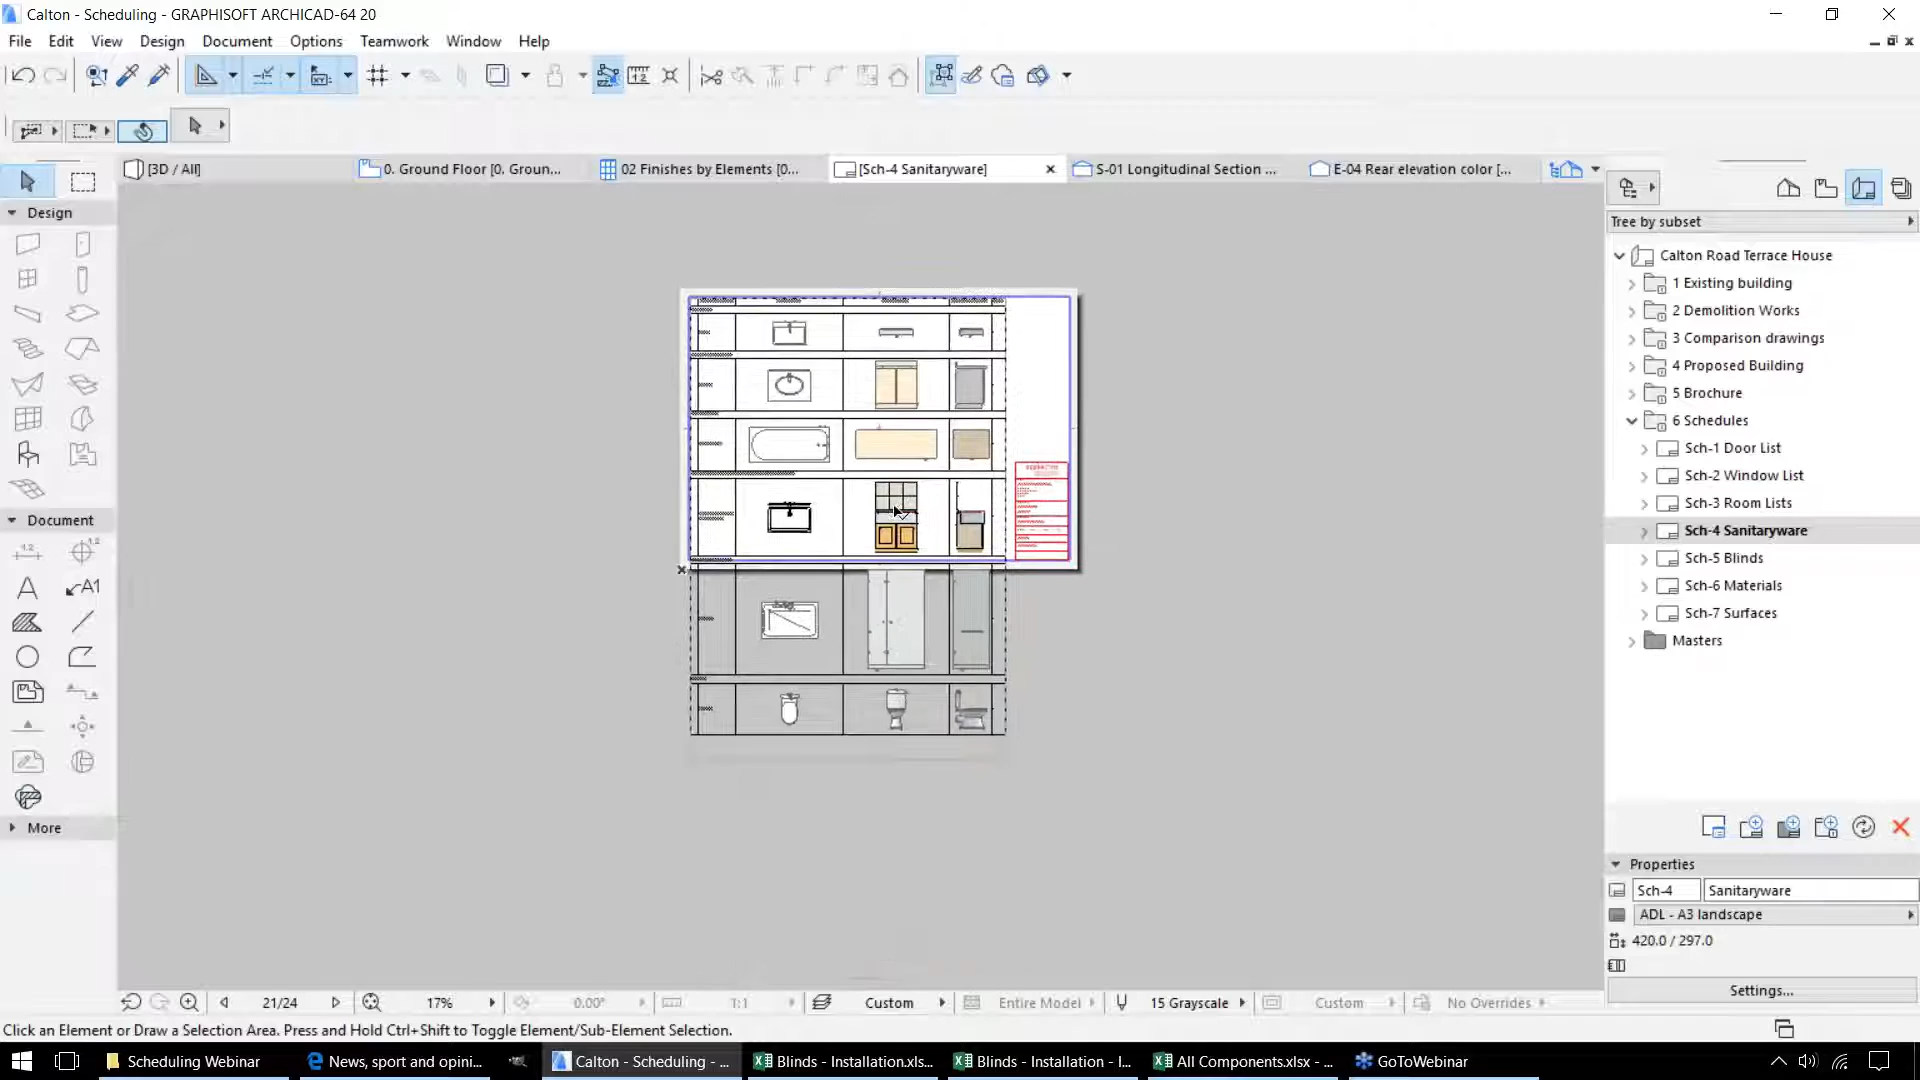 Calton - Scheduling - GRAPHISOFT ARCHICAD-64 20
File Edit View Design Document Options Teamwork Window Help
[3D / All]
0. Ground Floor [0. Groun...
02 Finishes by Elements [0...
[Sch-4 Sanitaryware]
S-01 Longitudinal Section ...
E-04 Rear elevation color [...
Design
Document
More
Tree by subset
Calton Road Terrace House
1 Existing building
2 Demolition Works
3 Comparison drawings
4 Proposed Building
5 Brochure
6 Schedules
Sch-1 Door List
Sch-2 Window List
Sch-3 Room Lists
Sch-4 Sanitaryware
Sch-5 Blinds
Sch-6 Materials
Sch-7 Surfaces
Masters
Properties
Sch-4 Sanitaryware
ADL - A3 landscape
420.0 / 297.0
Settings...
21/24 17% 0.00° 1:1 Custom Entire Model 15 Grayscale Custom No Overrides
Click an Element or Draw a Selection Area. Press and Hold Ctrl+Shift to Toggle Element/Sub-Element Selection.
Scheduling Webinar
News, sport and opini...
Calton - Scheduling - ...
Blinds - Installation.xls...
Blinds - Installation - I...
All Components.xlsx - ...
GoToWebinar